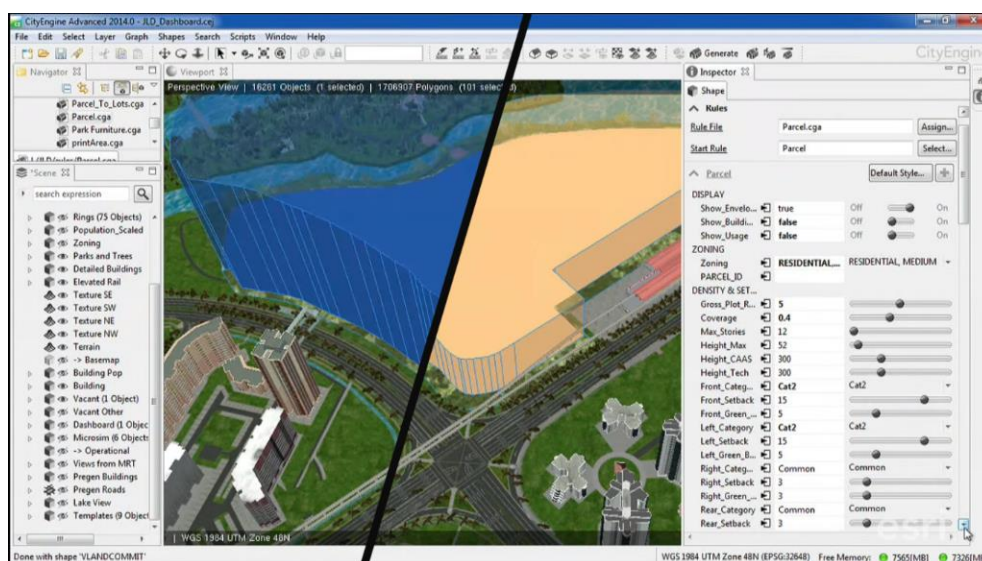 CityEngine Advanced 2014.0 - JLD_Dashboard.cej
File Edit Select Layer Graph Shapes Search Scripts Window Help
Generate
CityEngin
Navigator
Parcel_To_Lots.cga
Parcel.cga
Park Furniture.cga
printArea.cga
*Scene
search expression
Rings (75 Objects)
Population_Scaled
Zoning
Parks and Trees
Detailed Buildings
Elevated Rail
Texture SE
Texture SW
Texture NE
Texture NW
Terrain
-> Basemap
Building Pop
Building
Vacant (1 Object)
Vacant Other
Dashboard (1 Objec
Microsim (6 Objects
-> Operational
Views from MRT
Pregen Buildings
Pregen Roads
Lake View
Templates (9 Object
Viewport
Perspective View | 16261 Objects (1 selected) | 1706907 Polygons (101 selected)
| WGS 1984 UTM Zone 48N
Inspector
Shape
Rules
Rule File Parcel.cga Assign...
Start Rule Parcel Select...
Parcel Default Style...
DISPLAY
Show_Envelo... true Off On
Show_Buildi... false Off On
Show_Usage false Off On
ZONING
Zoning RESIDENTIAL,... RESIDENTIAL, MEDIUM
PARCEL_ID
DENSITY & SET...
Gross_Plot_R... 5
Coverage 0.4
Max_Stories 12
Height_Max 52
Height_CAAS 300
Height_Tech 300
Front_Categ... Cat2 Cat2
Front_Setback 15
Front_Green_... 5
Left_Category Cat2 Cat2
Left_Setback 15
Left_Green_B... 5
Right_Categ... Common Common
Right_Setback 3
Right_Green_... 3
Rear_Category Common Common
Rear_Setback 3
esri
Done with shape 'VLANDCOMMIT'
WGS 1984 UTM Zone 48N (EPSG:32648) Free Memory: 7565[MB] 7326[M